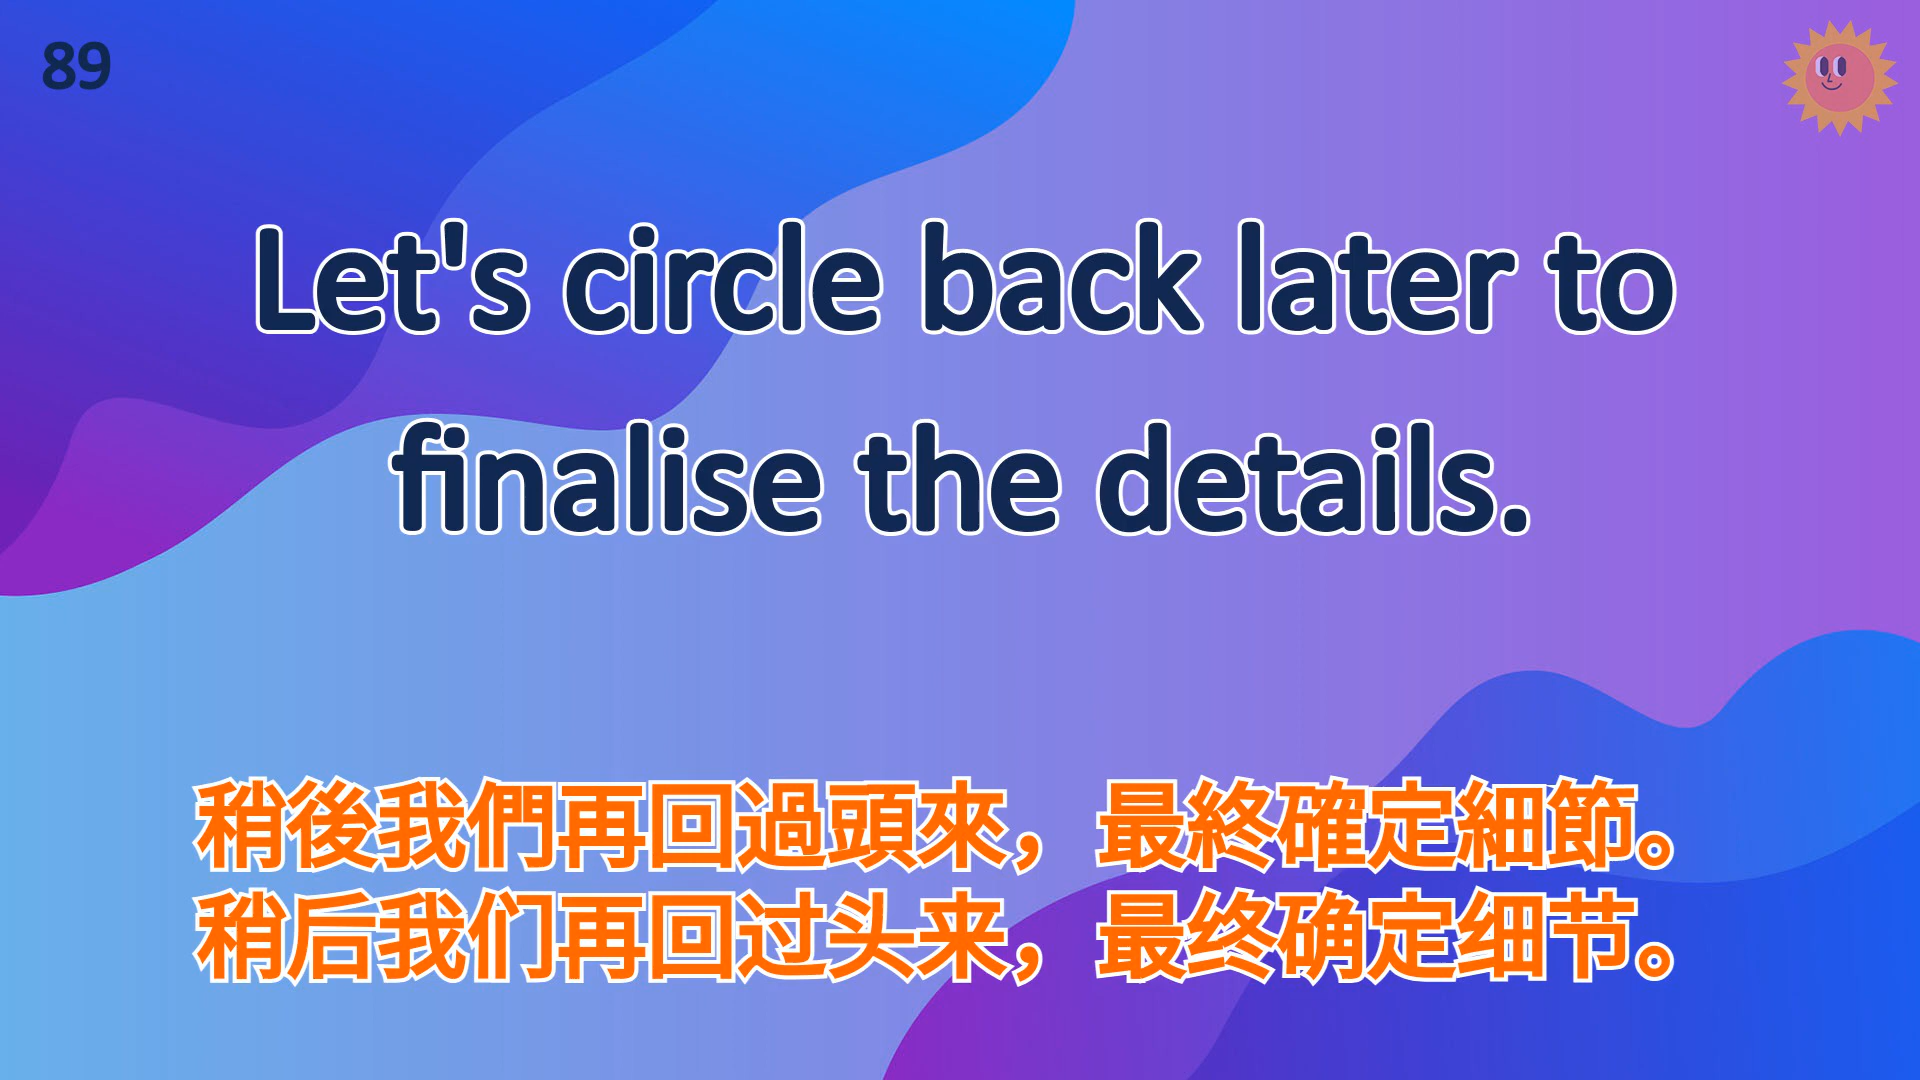 89
Let's circle back later to
finalise the details.
稍後我們再回過頭來，最終確定細節。
稍后我们再回过头来，最终确定细节。